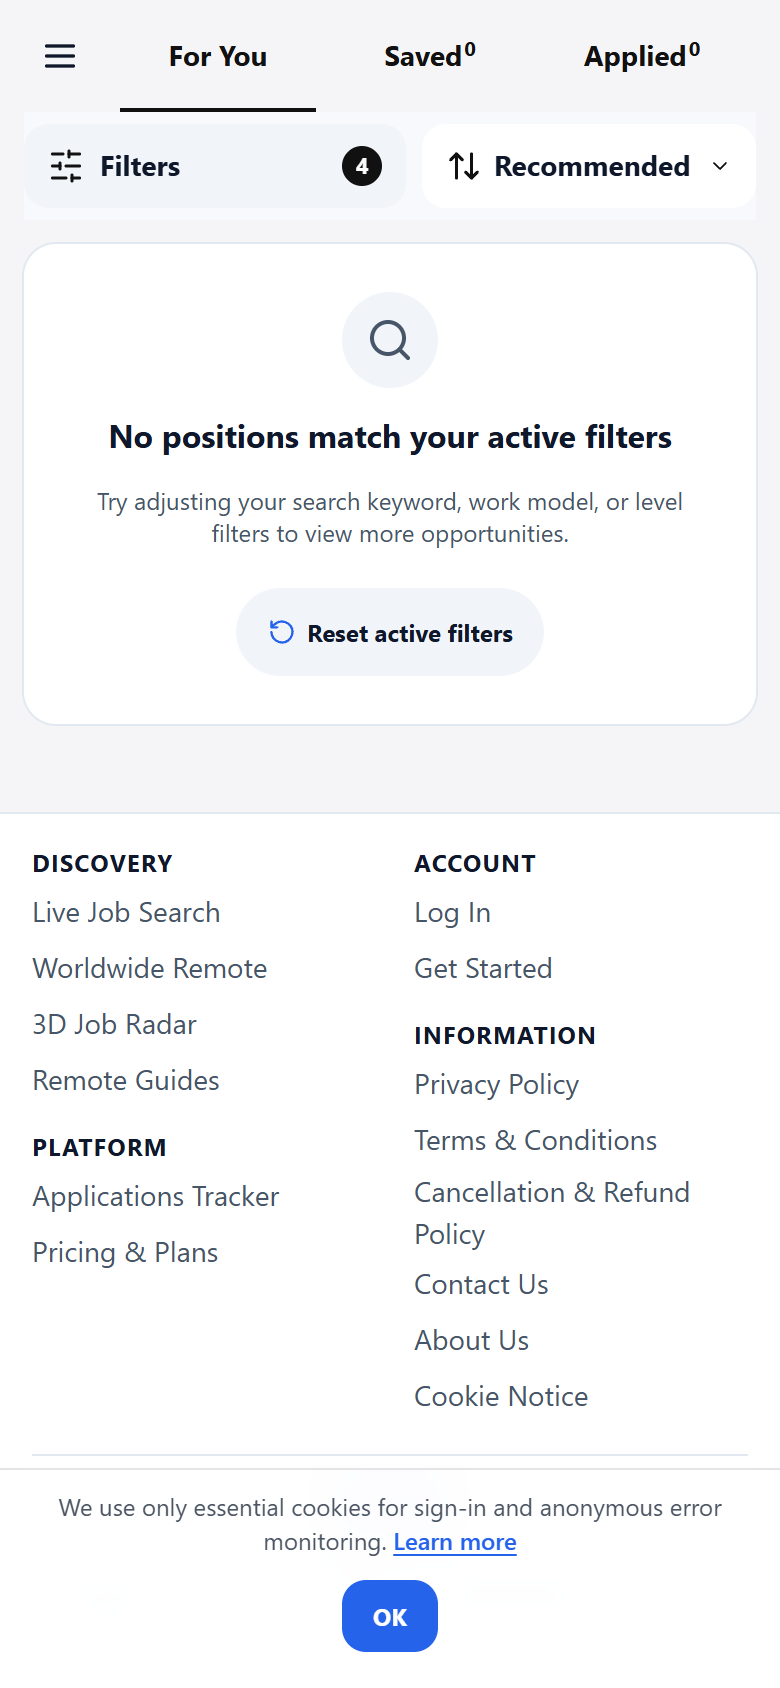 For You
Saved0
Applied0
Filters
4
Recommended
No positions match your active filters
Try adjusting your search keyword, work model, or level
filters to view more opportunities.
Reset active filters
DISCOVERY
Live Job Search
Worldwide Remote
3D Job Radar
Remote Guides
PLATFORM
Applications Tracker
Pricing & Plans
ACCOUNT
Log In
Get Started
INFORMATION
Privacy Policy
Terms & Conditions
Cancellation & Refund
Policy
Contact Us
About Us
Cookie Notice
We use only essential cookies for sign-in and anonymous error
monitoring. Learn more
OK